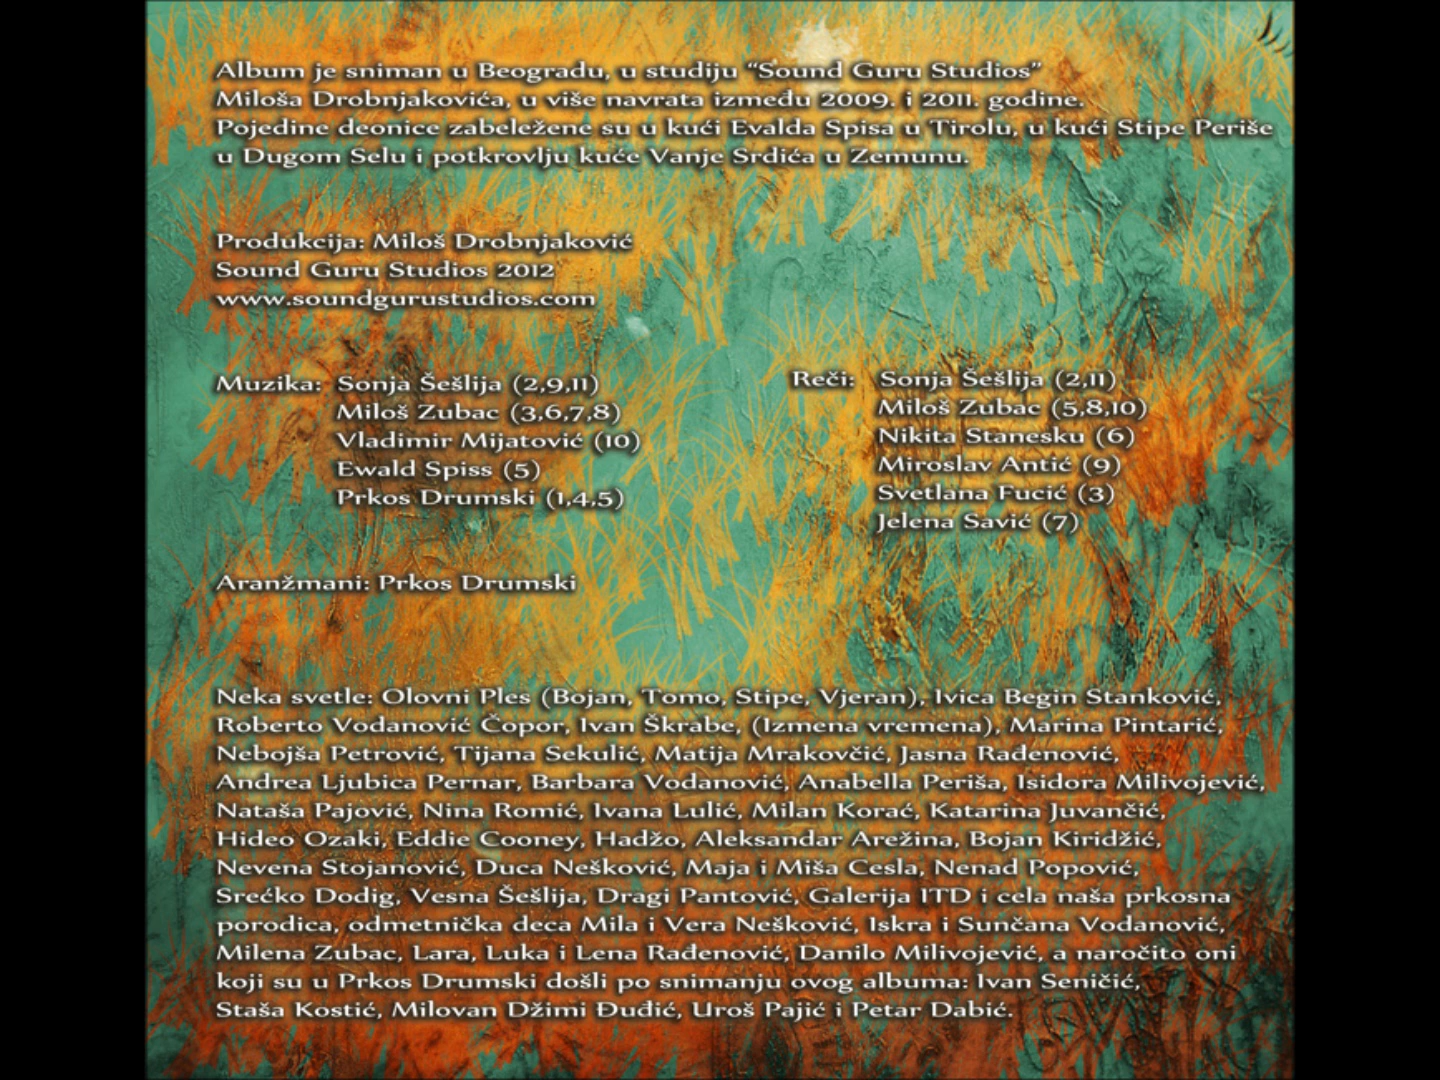 Album je sniman u Beogradu, u studiju “Sound Guru Studios”
Miloša Drobnjakovića, u više navrata između 2009. i 2011. godine.
Pojedine deonice zabeležene su u kući Evalda Spisa u Tirolu, u kući Stipe Periše
u Dugom Selu i potkrovlju kuće Vanje Srdića u Zemunu.
Produkcija: Miloš Drobnjaković
Sound Guru Studios 2012
www.soundgurustudios.com
Muzika: Sonja Šešlija (2,9,11)
Miloš Zubac (3,6,7,8)
Vladimir Mijatović (10)
Ewald Spiss (5)
Prkos Drumski (1,4,5)
Reči: Sonja Šešlija (2,11)
Miloš Zubac (5,8,10)
Nikita Stanesku (6)
Miroslav Antić (9)
Svetlana Fucić (3)
Jelena Savić (7)
Aranžmani: Prkos Drumski
Neka svetle: Olovni Ples (Bojan, Tomo, Stipe, Vjeran), Ivica Begin Stanković,
Roberto Vodanović Čopor, Ivan Škrabe, (Izmena vremena), Marina Pintarić,
Nebojša Petrović, Tijana Sekulić, Matija Mrakovčić, Jasna Rađenović,
Andrea Ljubica Pernar, Barbara Vodanović, Anabella Periša, Isidora Milivojević,
Nataša Pajović, Nina Romić, Ivana Lulić, Milan Korać, Katarina Juvančić,
Hideo Ozaki, Eddie Cooney, Hadžo, Aleksandar Arežina, Bojan Kiridžić,
Nevena Stojanović, Duca Nešković, Maja i Miša Cesla, Nenad Popović,
Srećko Dodig, Vesna Šešlija, Dragi Pantović, Galerija ITD i cela naša prkosna
porodica, odmetnička deca Mila i Vera Nešković, Iskra i Sunčana Vodanović,
Milena Zubac, Lara, Luka i Lena Rađenović, Danilo Milivojević, a naročito oni
koji su u Prkos Drumski došli po snimanju ovog albuma: Ivan Seničić,
Staša Kostić, Milovan Džimi Đuđić, Uroš Pajić i Petar Dabić.